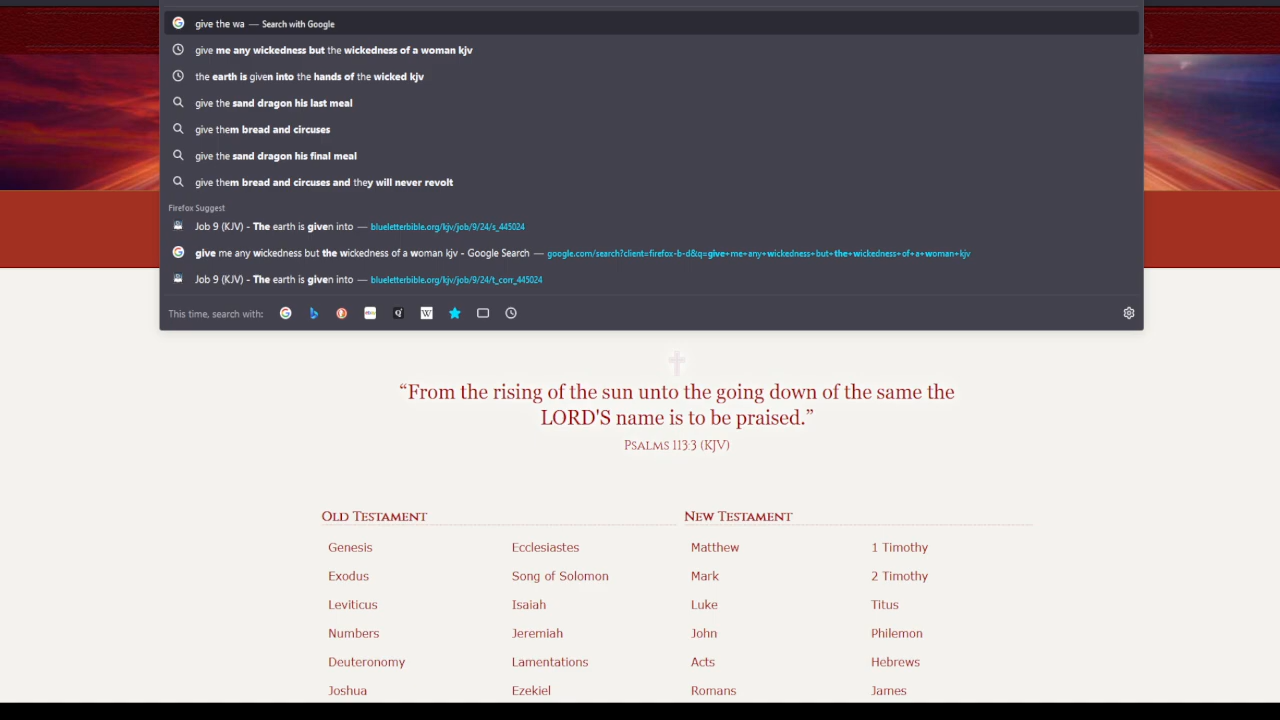 give the wa — Search with Google
give me any wickedness but the wickedness of a woman kjv
the earth is given into the hands of the wicked kjv
give the sand dragon his last meal
give them bread and circuses
give the sand dragon his final meal
give them bread and circuses and they will never revolt
Firefox Suggest
Job 9 (KJV) - The earth is given into — blueletterbible.org/kjv/job/9/24/s_445024
give me any wickedness but the wickedness of a woman kjv - Google Search — google.com/search?client=firefox-b-d&q=give+me+any+wickedness+but+the+wickedness+of+a+woman+kjv
Job 9 (KJV) - The earth is given into — blueletterbible.org/kjv/job/9/24/t_corr_445024
This time, search with:
“From the rising of the sun unto the going down of the same the
LORD'S name is to be praised.”
Psalms 113:3 (KJV)
Old Testament New Testament
Genesis Ecclesiastes Matthew 1 Timothy
Exodus Song of Solomon Mark 2 Timothy
Leviticus Isaiah Luke Titus
Numbers Jeremiah John Philemon
Deuteronomy Lamentations Acts Hebrews
Joshua Ezekiel Romans James